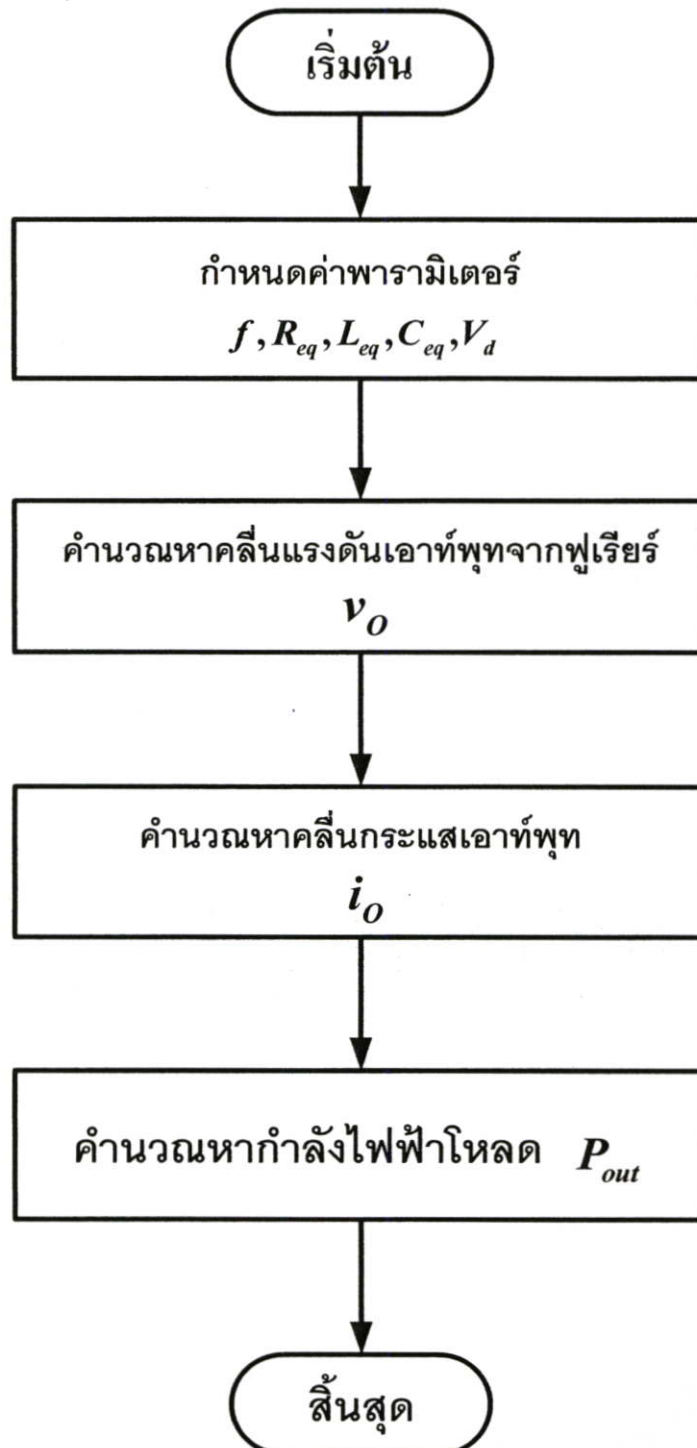 เริ่มต้น
กำหนดค่าพารามิเตอร์
f, R_eq, L_eq, C_eq, V_d
คำนวณหาคลื่นแรงดันเอาท์พุทจากฟูเรียร์
v_O
คำนวณหาคลื่นกระแสเอาท์พุท
i_O
คำนวณหากำลังไฟฟ้าโหลด P_out
สิ้นสุด